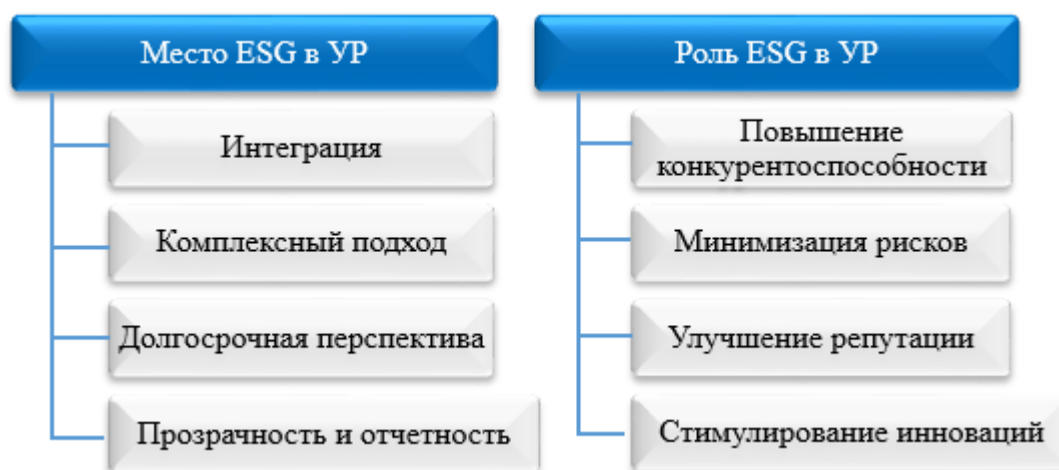 Место ESG в УР
Интеграция
Комплексный подход
Долгосрочная перспектива
Прозрачность и отчетность
Роль ESG в УР
Повышение
конкурентоспособности
Минимизация рисков
Улучшение репутации
Стимулирование инноваций